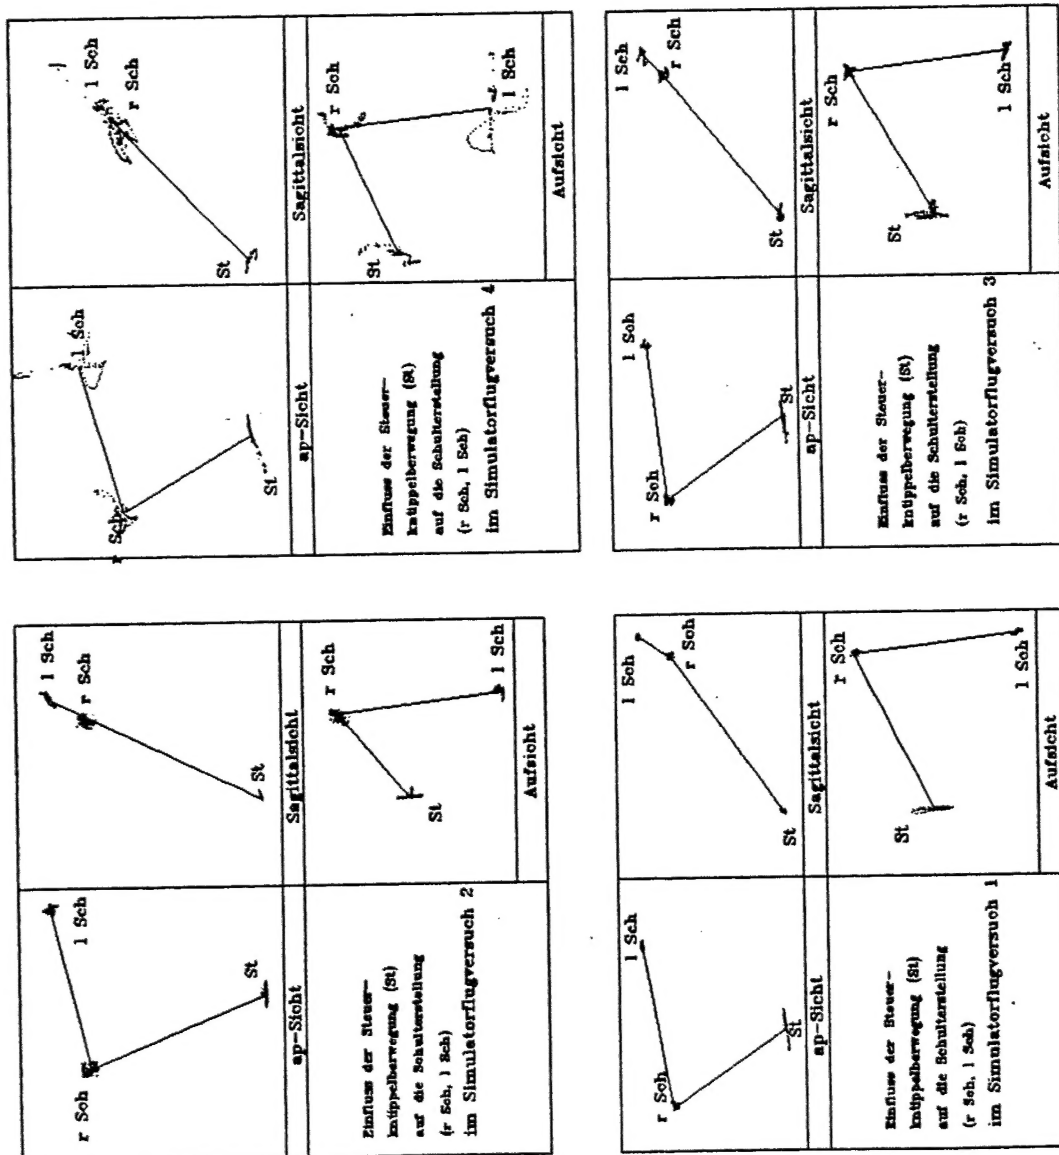 l Sch
r Sch
St
Sagittalsicht
r Sch
l Sch
St
Aufsicht
l Sch
r Sch
St
ap-Sicht
Einfluss der Steuer-
knüppelbewegung (St)
auf die Schulterstellung
(r Sch, l Sch)
im Simulatorflugversuch 4
l Sch
r Sch
St
Sagittalsicht
r Sch
St
l Sch
Aufsicht
l Sch
r Sch
St
ap-Sicht
Einfluss der Steuer-
knüppelbewegung (St)
auf die Schulterstellung
(r Sch, l Sch)
im Simulatorflugversuch 3
l Sch
r Sch
St
Sagittalsicht
r Sch
l Sch
St
Aufsicht
l Sch
r Sch
St
ap-Sicht
Einfluss der Steuer-
knüppelbewegung (St)
auf die Schulterstellung
(r Sch, l Sch)
im Simulatorflugversuch 2
l Sch
r Sch
St
Sagittalsicht
r Sch
St
l Sch
Aufsicht
l Sch
r Sch
St
ap-Sicht
Einfluss der Steuer-
knüppelbewegung (St)
auf die Schulterstellung
(r Sch, l Sch)
im Simulatorflugversuch 1